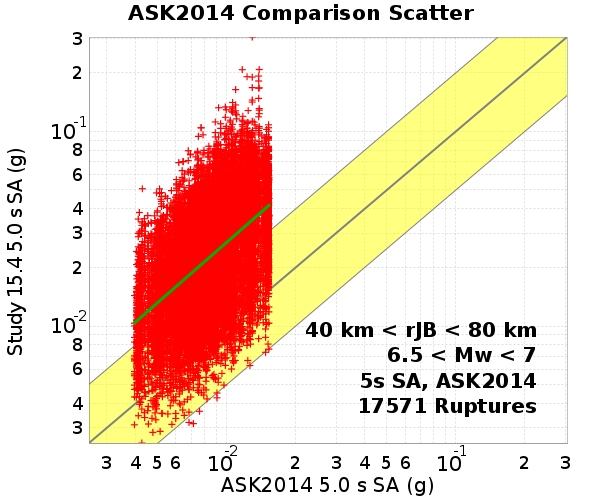 ASK2014 Comparison Scatter
3
2
10-1
8
6
4
3
2
10-2
8
6
4
3
Study 15.4 5.0 s SA (g)
40 km < rJB < 80 km
6.5 < Mw < 7
5s SA, ASK2014
17571 Ruptures
3 4 5 6 10-2 2 3 4 5 6 8 10-1 2 3
ASK2014 5.0 s SA (g)